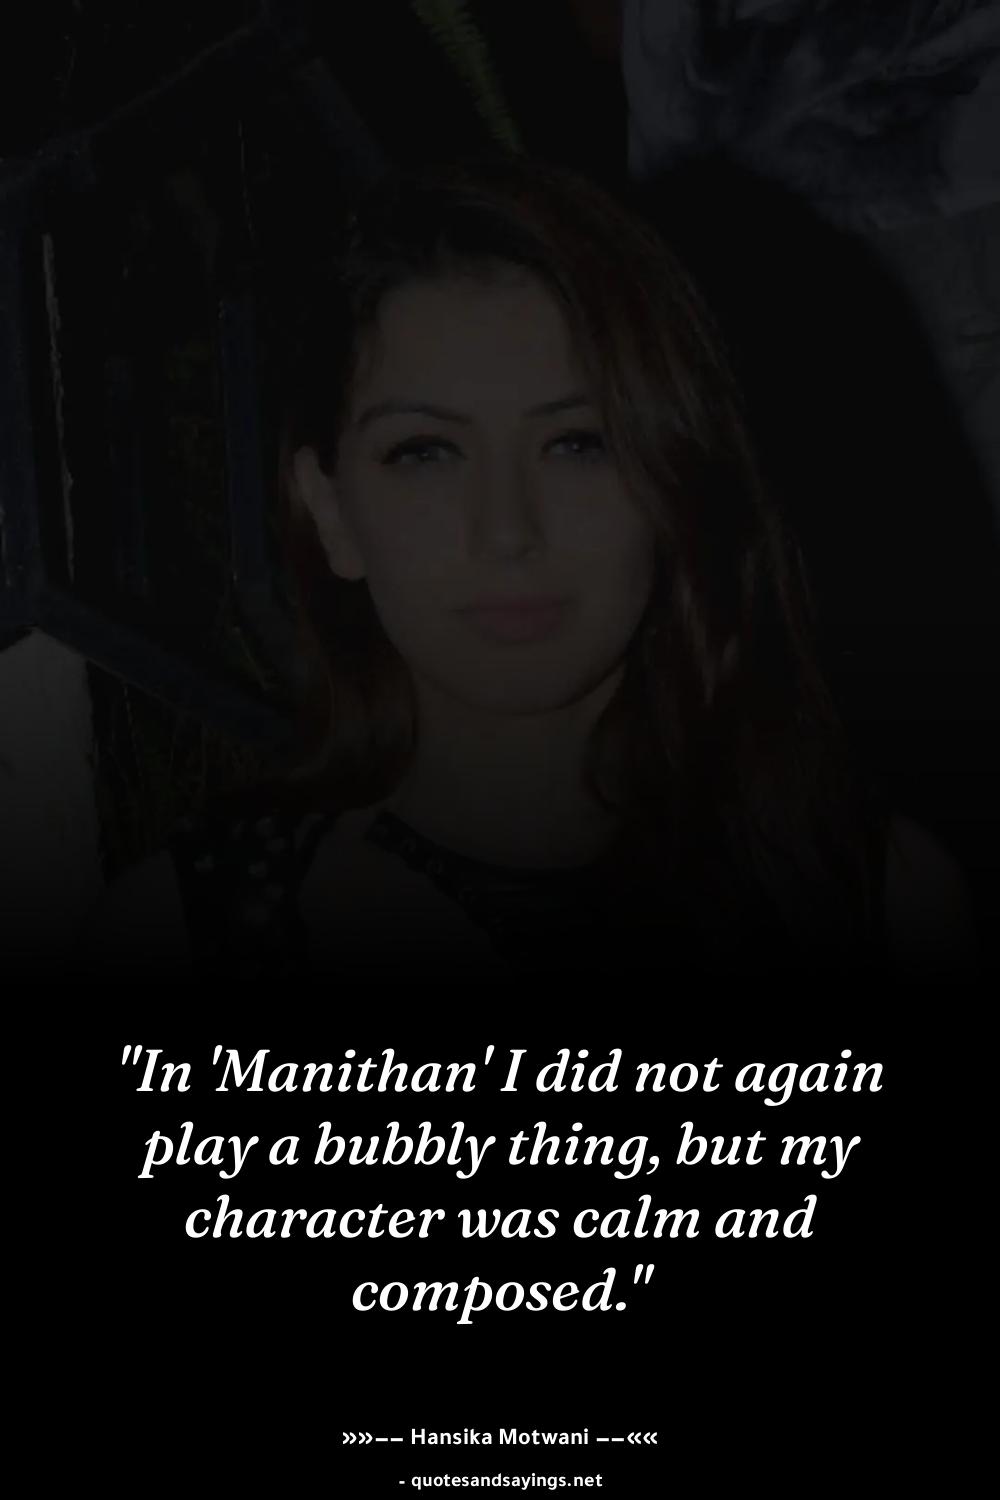 "In 'Manithan' I did not again
play a bubbly thing, but my
character was calm and
composed."
»»—— Hansika Motwani ——««
- quotesandsayings.net